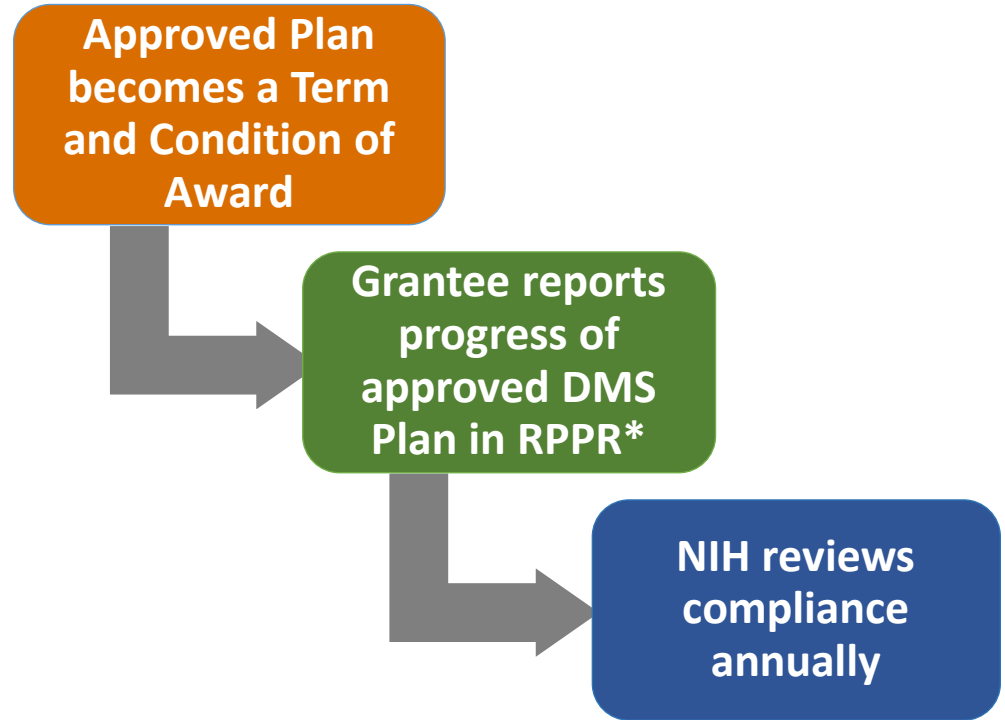 Approved Plan
becomes a Term
and Condition of
Award
Grantee reports
progress of
approved DMS
Plan in RPPR*
NIH reviews
compliance
annually